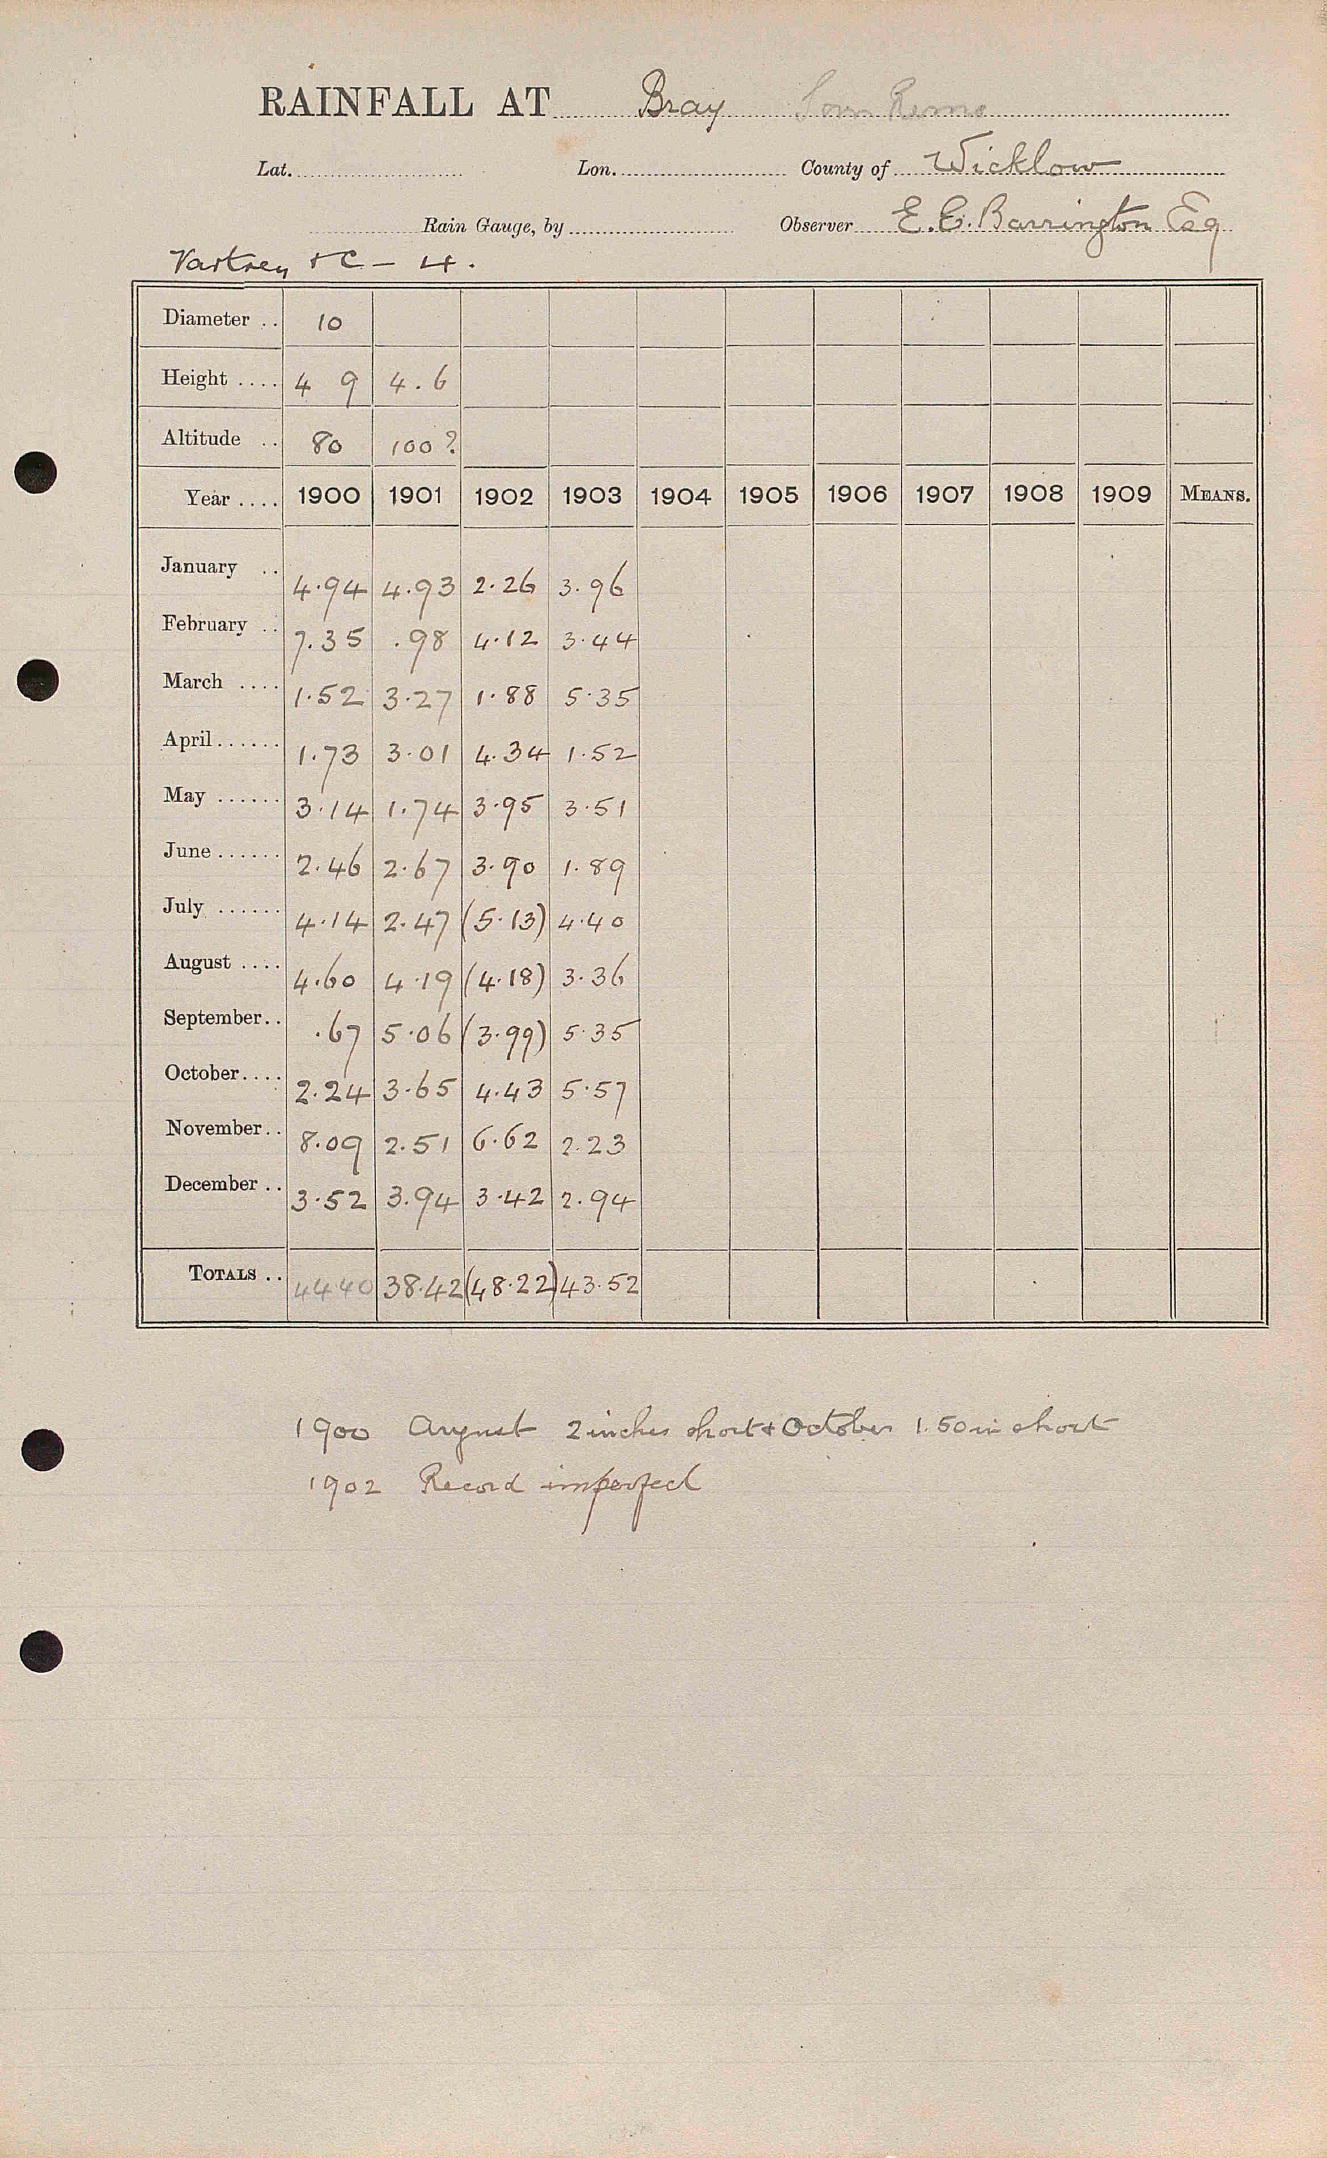 RAINFALL AT Bray
Lat. Lon. County of Wicklow
Rain Gauge, by Observer E. C. Barrington Esq
Vartrey & C – 4.
Diameter .. 10
Height .... 4 9 4.6
Altitude .. 80 100?
Year .... 1900 1901 1902 1903 1904 1905 1906 1907 1908 1909 MEANS.
January .. 4.94 4.93 2.26 3.96
February .. 7.35 .98 4.12 3.44
March .... 1.52 3.27 1.88 5.35
April...... 1.73 3.01 4.34 1.52
May ...... 3.14 1.74 3.95 3.51
June ...... 2.46 2.67 3.90 1.89
July ...... 4.14 2.47 (5.13) 4.40
August .... 4.60 4.19 (4.18) 3.36
September.. .67 5.06 (3.99) 5.35
October.... 2.24 3.65 4.43 5.57
November.. 8.09 2.51 6.62 2.23
December .. 3.52 3.94 3.42 2.94
TOTALS .. 44.40 38.42 (48.22) 43.52
1900 August 2 inches short & October 1.50 in short
1902 Record imperfect